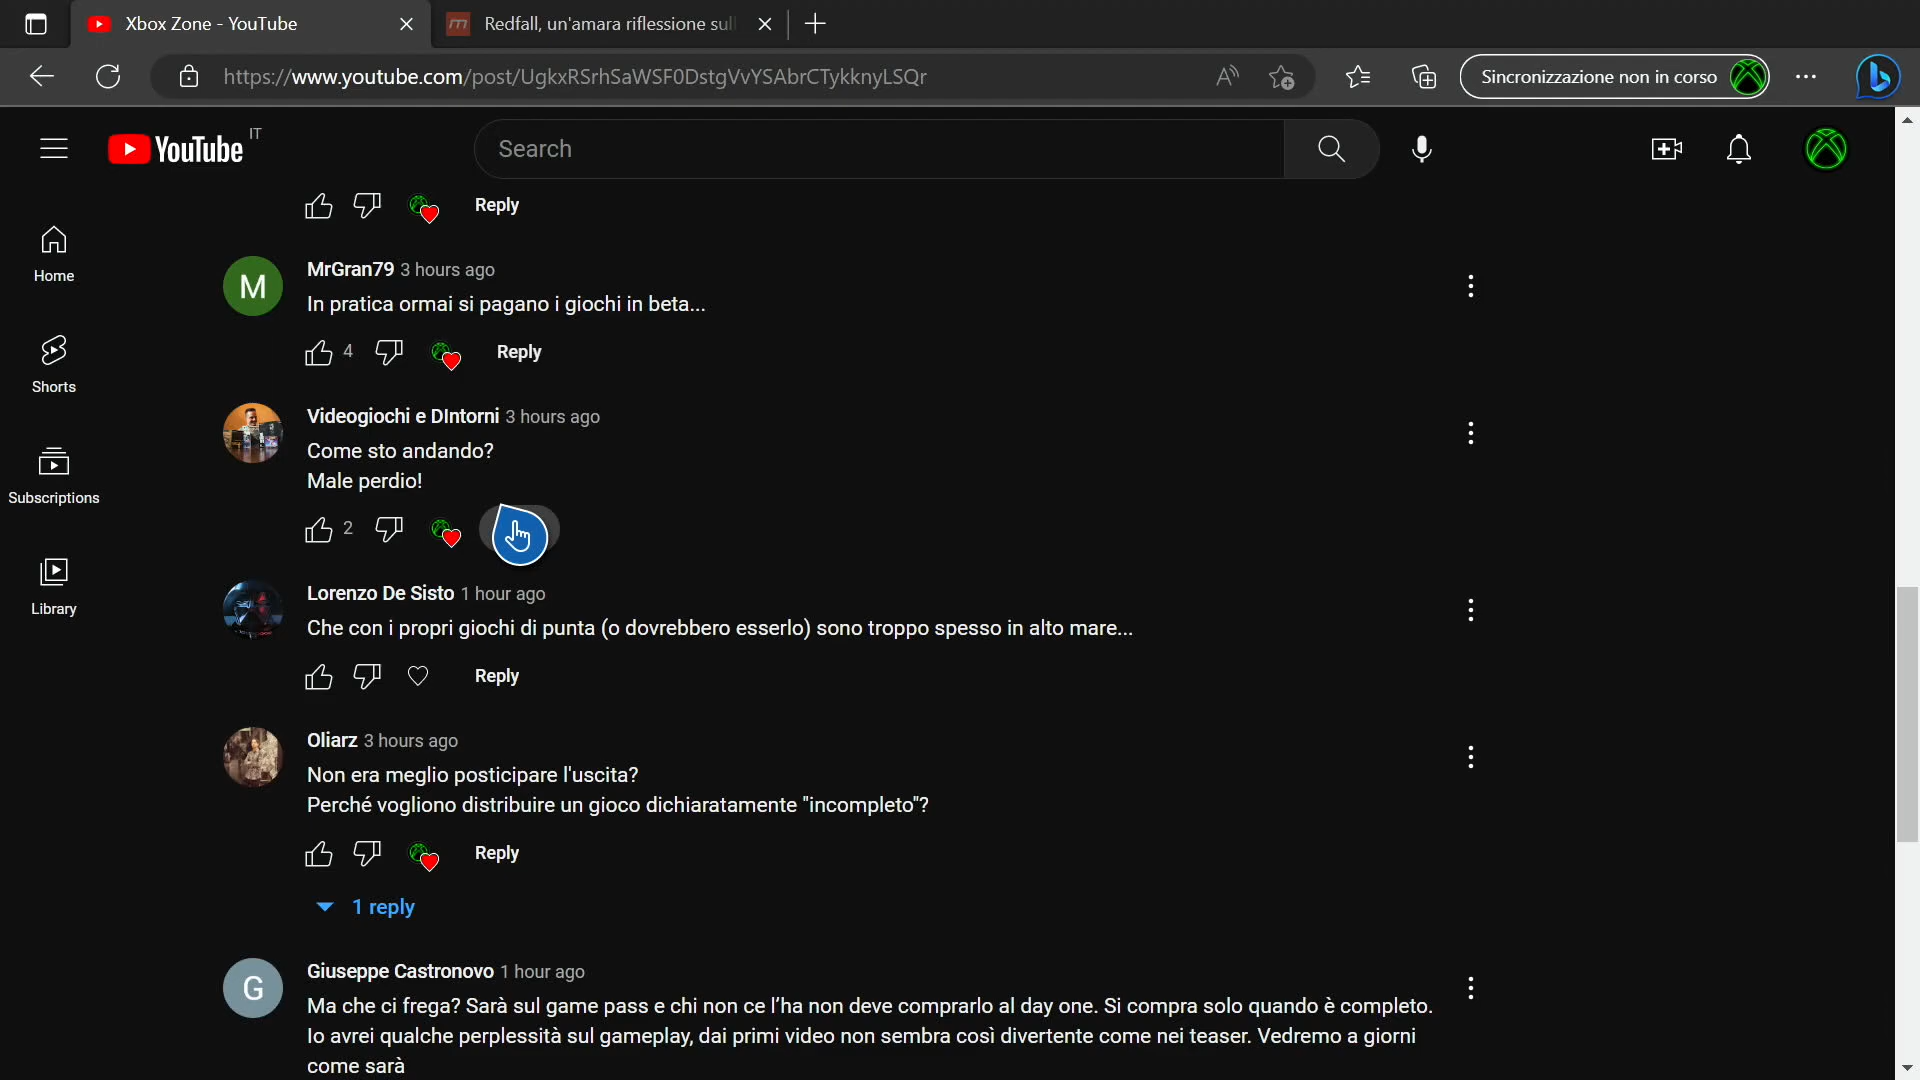 Xbox Zone - YouTube
Redfall, un'amara riflessione sul
https://www.youtube.com/post/UgkxRSrhSaWSF0DstgVvYSAbrCTykknyLSQr
Sincronizzazione non in corso
YouTube IT
Search
Reply
Home
Shorts
Subscriptions
Library
MrGran79 3 hours ago
In pratica ormai si pagano i giochi in beta...
4 Reply
Videogiochi e DIntorni 3 hours ago
Come sto andando?
Male perdio!
2
Lorenzo De Sisto 1 hour ago
Che con i propri giochi di punta (o dovrebbero esserlo) sono troppo spesso in alto mare...
Reply
Oliarz 3 hours ago
Non era meglio posticipare l'uscita?
Perché vogliono distribuire un gioco dichiaratamente "incompleto"?
Reply
1 reply
G
Giuseppe Castronovo 1 hour ago
Ma che ci frega? Sarà sul game pass e chi non ce l’ha non deve comprarlo al day one. Si compra solo quando è completo.
Io avrei qualche perplessità sul gameplay, dai primi video non sembra così divertente come nei teaser. Vedremo a giorni
come sarà